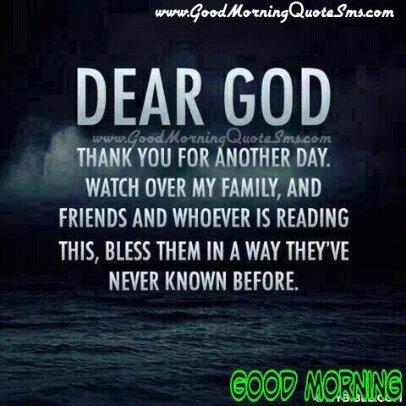 www.GoodMorningQuoteSms.com
DEAR GOD
www.GoodMorningQuoteSms.com
THANK YOU FOR ANOTHER DAY.
WATCH OVER MY FAMILY, AND
FRIENDS AND WHOEVER IS READING
THIS, BLESS THEM IN A WAY THEY'VE
NEVER KNOWN BEFORE.
GOOD MORNING